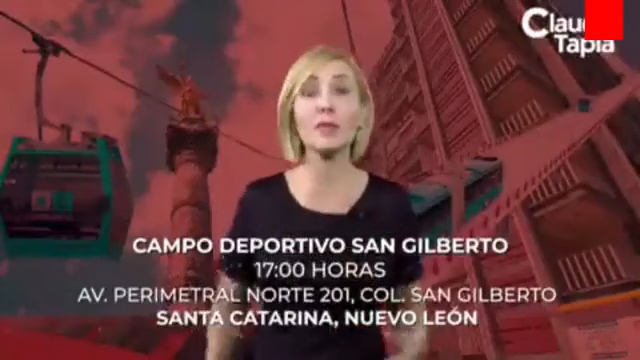 Claud
Tapia
CAMPO DEPORTIVO SAN GILBERTO
17:00 HORAS
AV. PERIMETRAL NORTE 201, COL. SAN GILBERTO
SANTA CATARINA, NUEVO LEÓN